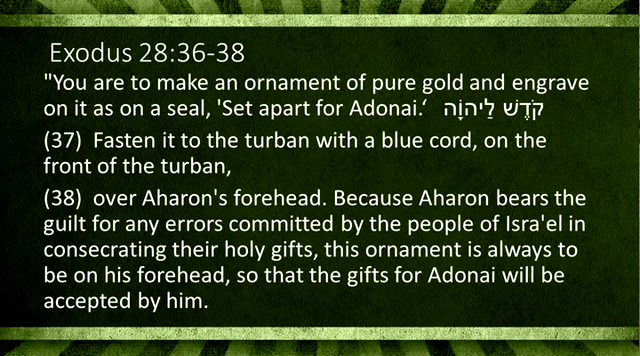 Exodus 28:36-38
"You are to make an ornament of pure gold and engrave
on it as on a seal, 'Set apart for Adonai.‘ קֹדֶשׁ לַיהוָֹה
(37) Fasten it to the turban with a blue cord, on the
front of the turban,
(38) over Aharon's forehead. Because Aharon bears the
guilt for any errors committed by the people of Isra'el in
consecrating their holy gifts, this ornament is always to
be on his forehead, so that the gifts for Adonai will be
accepted by him.